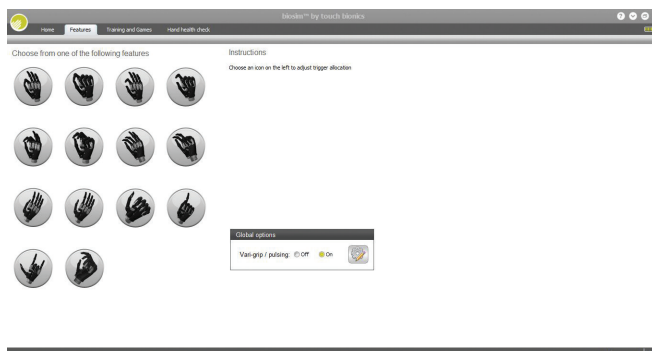 biosim™ by touch bionics
Home Features Training and Games Hand health check
Choose from one of the following features
Instructions
Choose an icon on the left to adjust trigger allocation
Global options
Vari-grip / pulsing: Off On